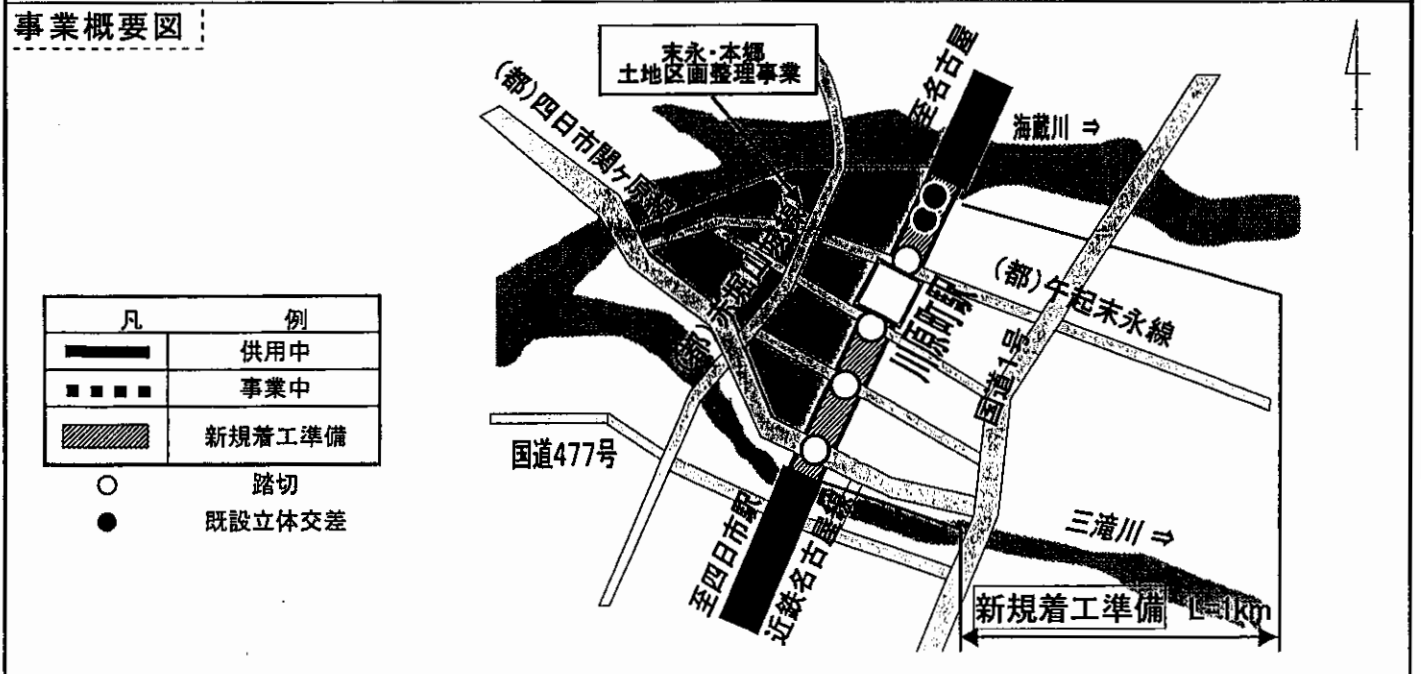 事業概要図
末永・本郷
土地区画整理事業
至名古屋
(都)四日市関ヶ原線
海蔵川 ⇒
(都)午起末永線
川原町駅
国道1号
凡 例
供用中
事業中
新規着工準備
踏切
既設立体交差
国道477号
三滝川 ⇒
至四日市駅
近鉄名古屋線
新規着工準備 L=1km